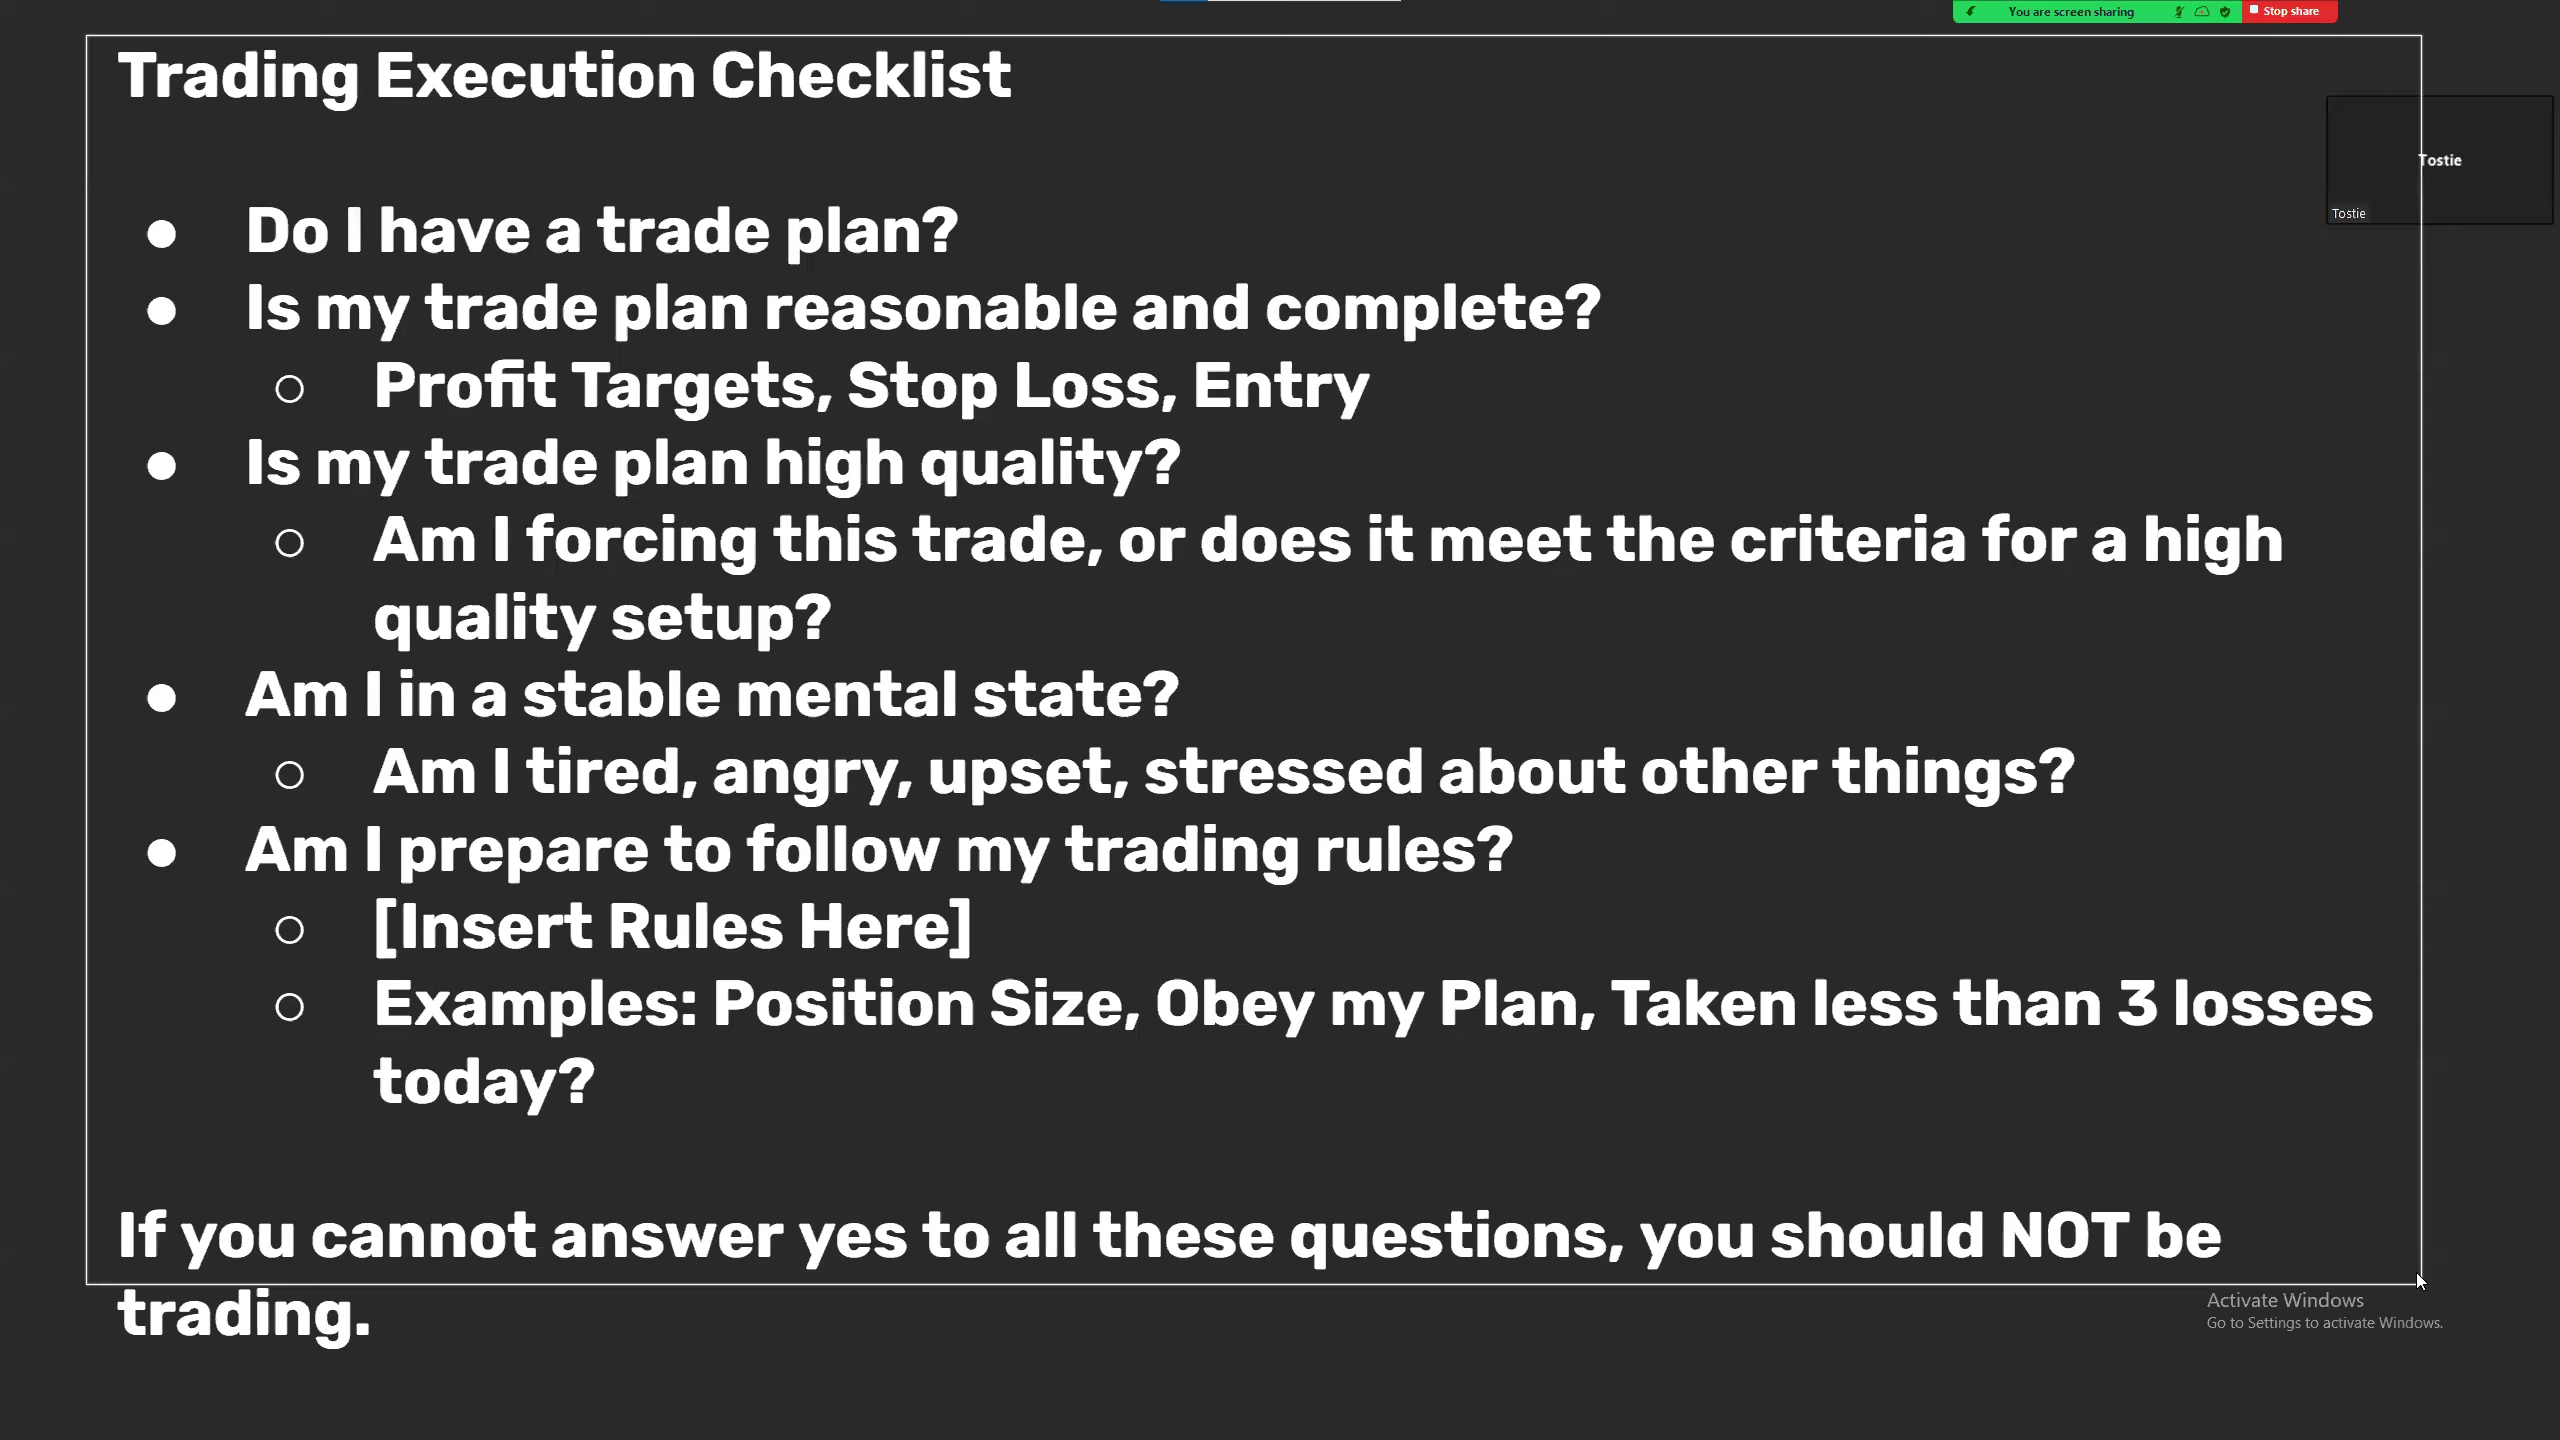 You are screen sharing
Stop share
Trading Execution Checklist
Tostie
Tostie
● Do I have a trade plan?
● Is my trade plan reasonable and complete?
○ Profit Targets, Stop Loss, Entry
● Is my trade plan high quality?
○ Am I forcing this trade, or does it meet the criteria for a high
quality setup?
● Am I in a stable mental state?
○ Am I tired, angry, upset, stressed about other things?
● Am I prepare to follow my trading rules?
○ [Insert Rules Here]
○ Examples: Position Size, Obey my Plan, Taken less than 3 losses
today?
If you cannot answer yes to all these questions, you should NOT be
trading.
Activate Windows
Go to Settings to activate Windows.